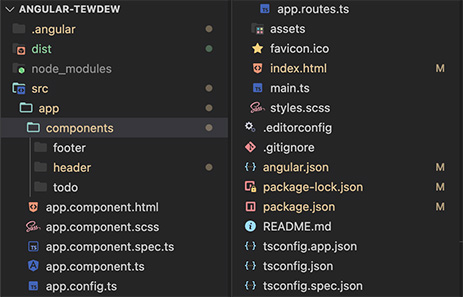 ANGULAR-TEWDEW
.angular
dist
node_modules
src
app
components
footer
header
todo
app.component.html
app.component.scss
app.component.spec.ts
app.component.ts
app.config.ts
app.routes.ts
assets
favicon.ico
index.html M
main.ts
styles.scss
.editorconfig
.gitignore
angular.json M
package-lock.json M
package.json M
README.md
tsconfig.app.json
tsconfig.json
tsconfig.spec.json